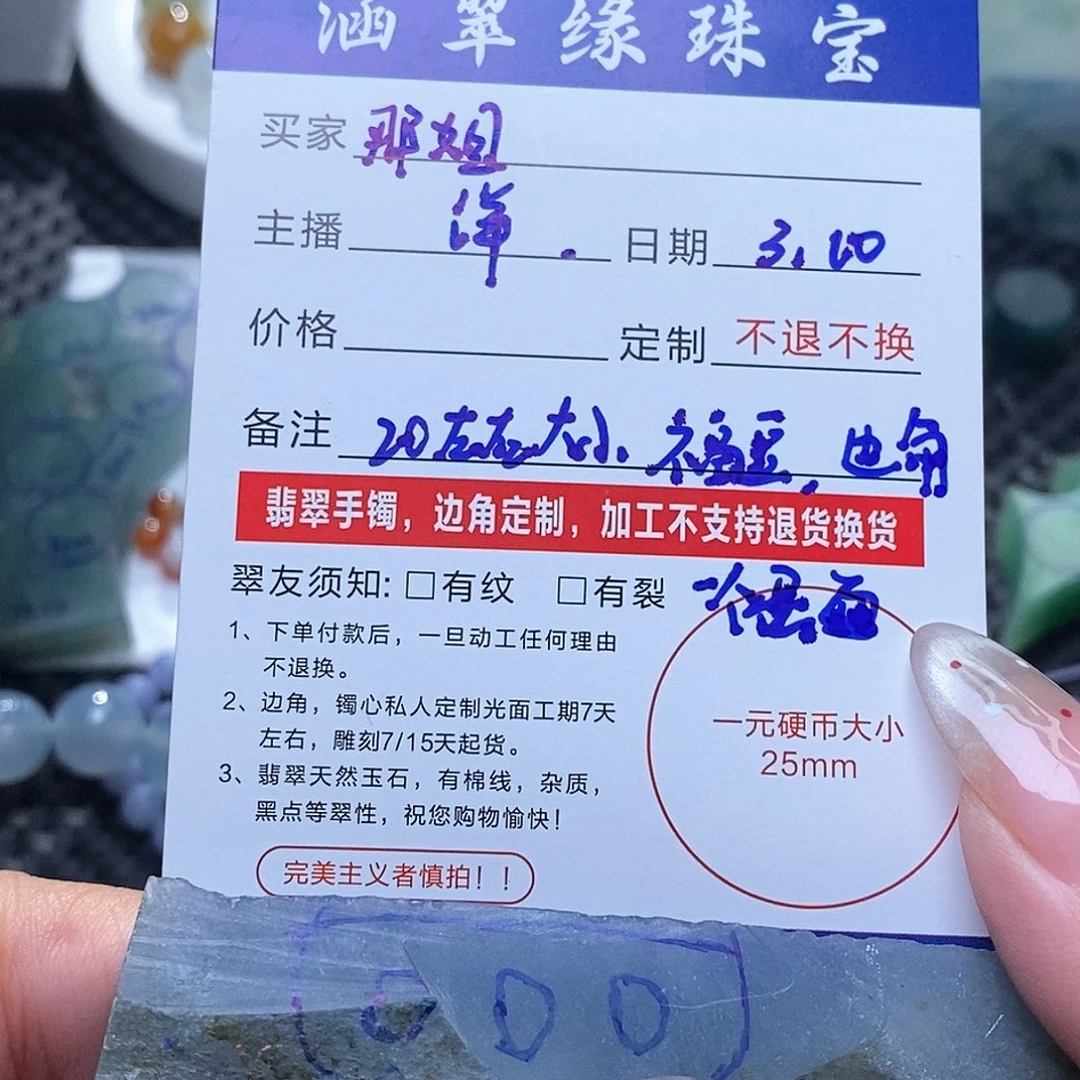 涵翠缘珠宝
买家 那姐
主播 海. 日期 3.10
价格 定制 不退不换
备注 20左右大小. 福豆, 边角
翡翠手镯，边角定制，加工不支持退货换货
翠友须知: □有纹 □有裂
1、下单付款后，一旦动工任何理由
不退换。
2、边角，镯心私人定制光面工期7天
左右，雕刻7/15天起货。
3、翡翠天然玉石，有棉线，杂质，
黑点等翠性，祝您购物愉快！
一元硬币大小
25mm
完美主义者慎拍！！